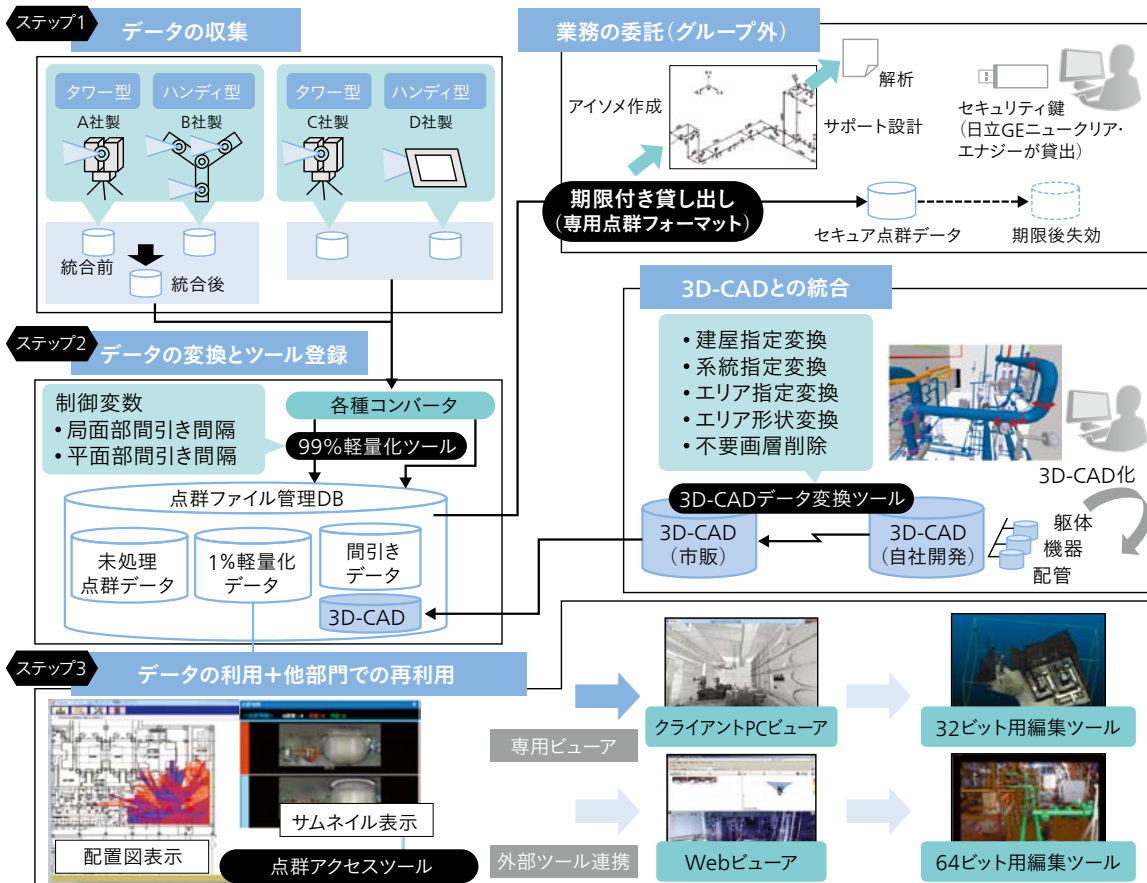 ステップ1
データの収集
タワー型
ハンディ型
タワー型
ハンディ型
A社製
B社製
C社製
D社製
統合前
統合後
業務の委託(グループ外)
アイソメ作成
解析
サポート設計
セキュリティ鍵
(日立GEニュークリア・
エナジーが貸出)
期限付き貸し出し
(専用点群フォーマット)
セキュア点群データ
期限後失効
ステップ2
データの変換とツール登録
制御変数
• 局面部間引き間隔
• 平面部間引き間隔
各種コンバータ
99%軽量化ツール
点群ファイル管理DB
未処理
点群データ
1%軽量化
データ
間引き
データ
3D-CAD
3D-CADとの統合
• 建屋指定変換
• 系統指定変換
• エリア指定変換
• エリア形状変換
• 不要画層削除
3D-CADデータ変換ツール
3D-CAD
(市販)
3D-CAD
(自社開発)
3D-CAD化
躯体
機器
配管
ステップ3
データの利用+他部門での再利用
配置図表示
サムネイル表示
点群アクセスツール
専用ビューア
外部ツール連携
クライアントPCビューア
Webビューア
32ビット用編集ツール
64ビット用編集ツール